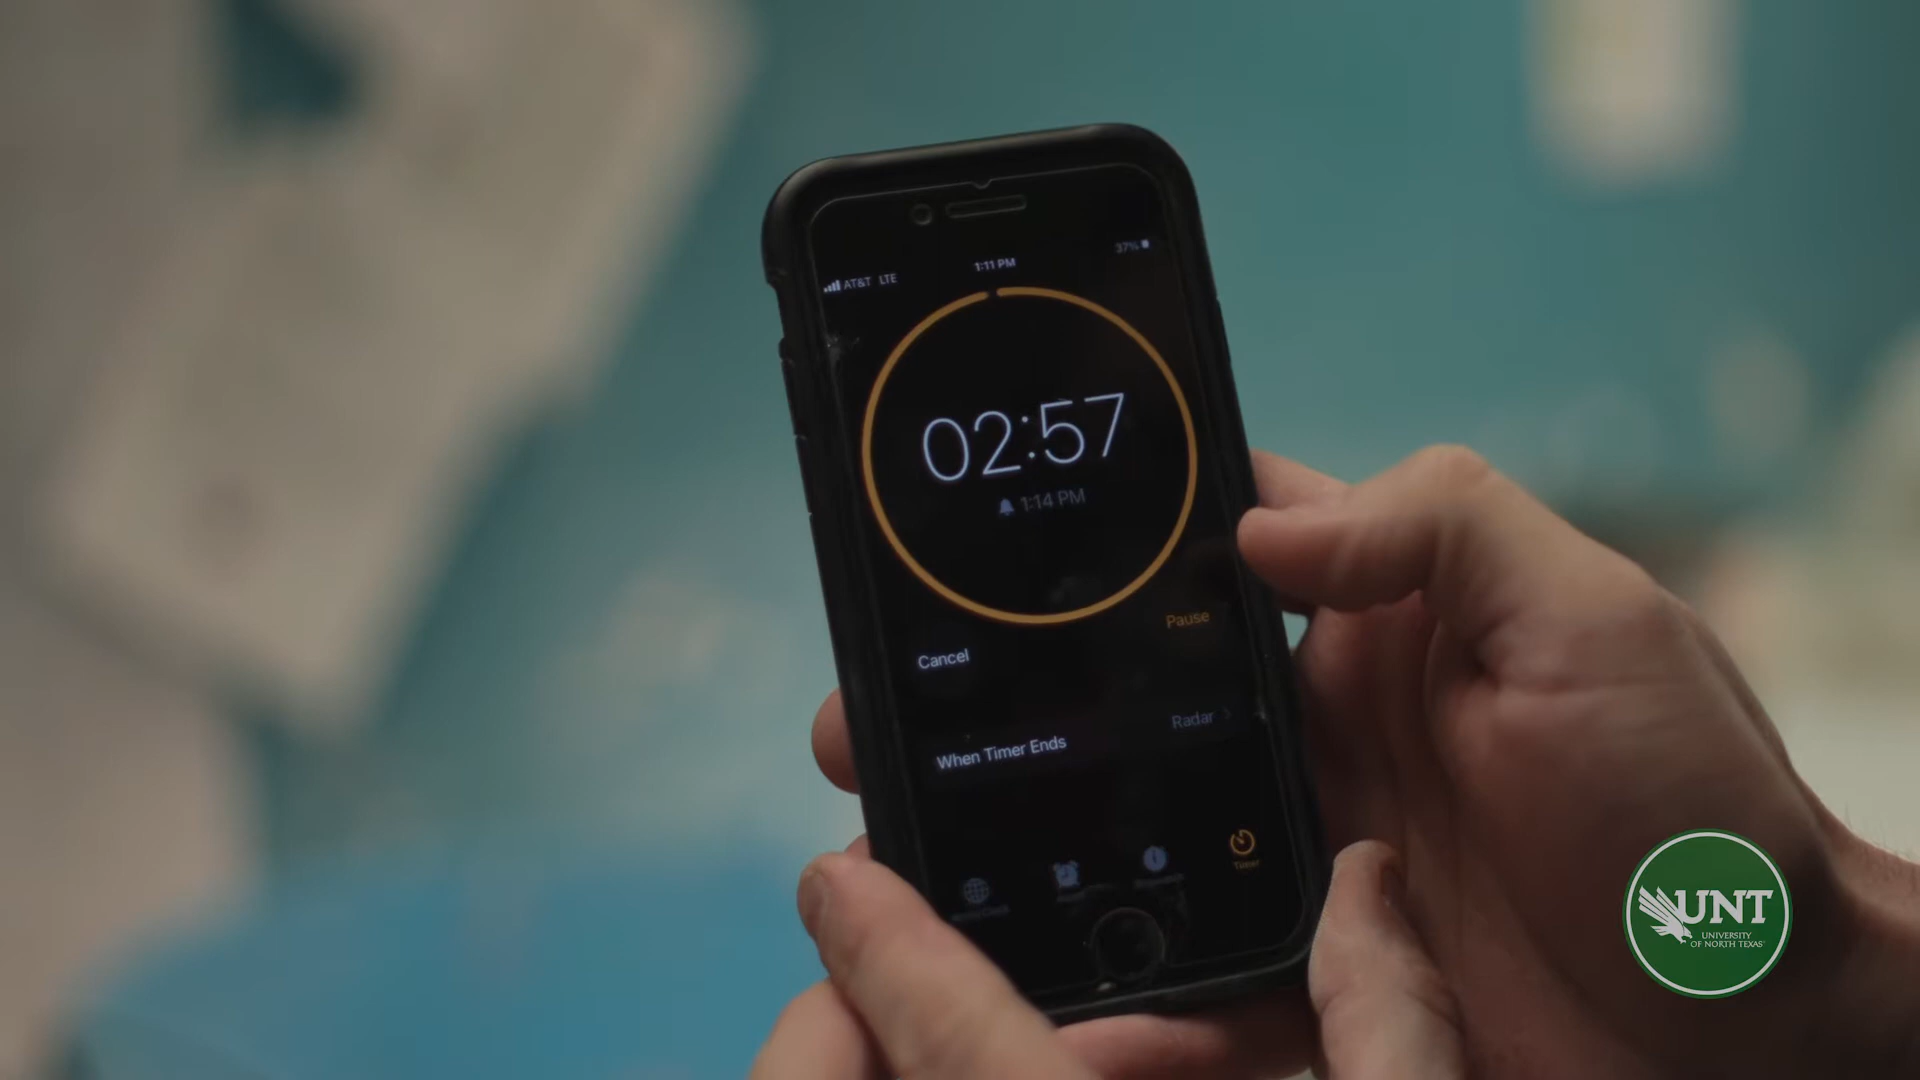 AT&T LTE
1:11 PM
37%
02:57
1:14 PM
Cancel
Pause
When Timer Ends
Radar
Timer
UNT
UNIVERSITY
OF NORTH TEXAS